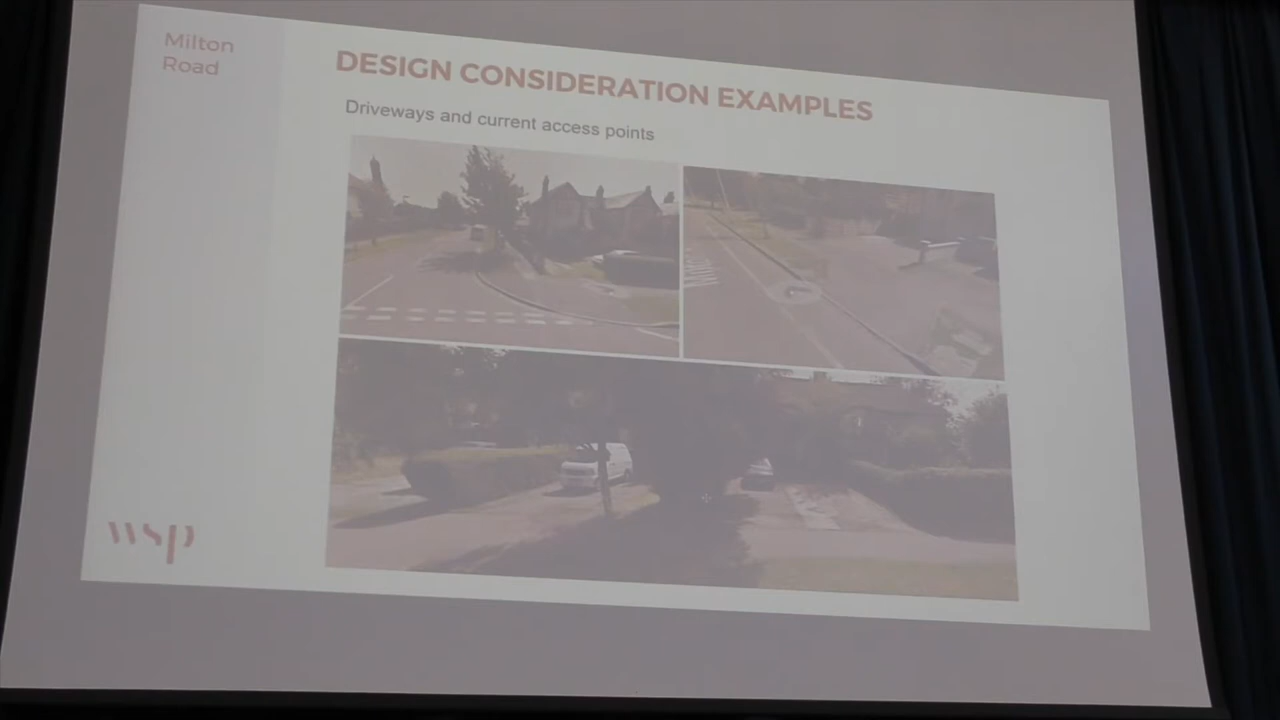 Milton
Road
DESIGN CONSIDERATION EXAMPLES
Driveways and current access points
wsp